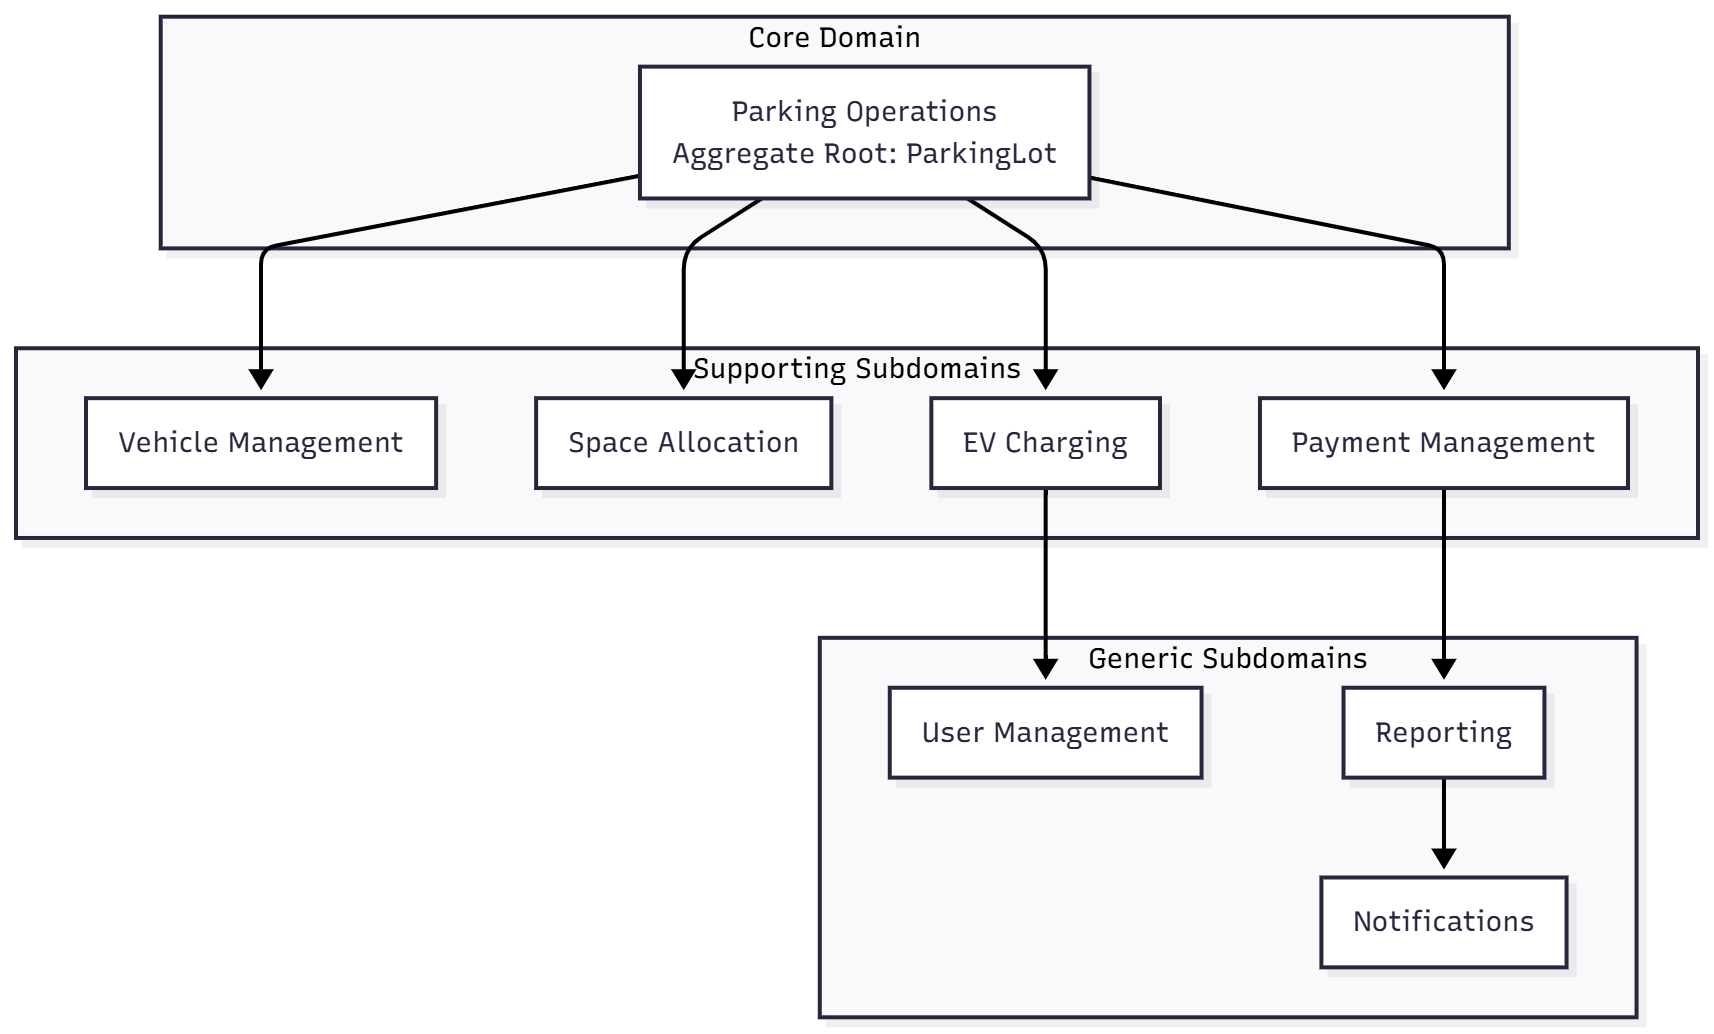 Core Domain
Parking Operations
Aggregate Root: ParkingLot
Supporting Subdomains
Vehicle Management
Space Allocation
EV Charging
Payment Management
Generic Subdomains
User Management
Reporting
Notifications